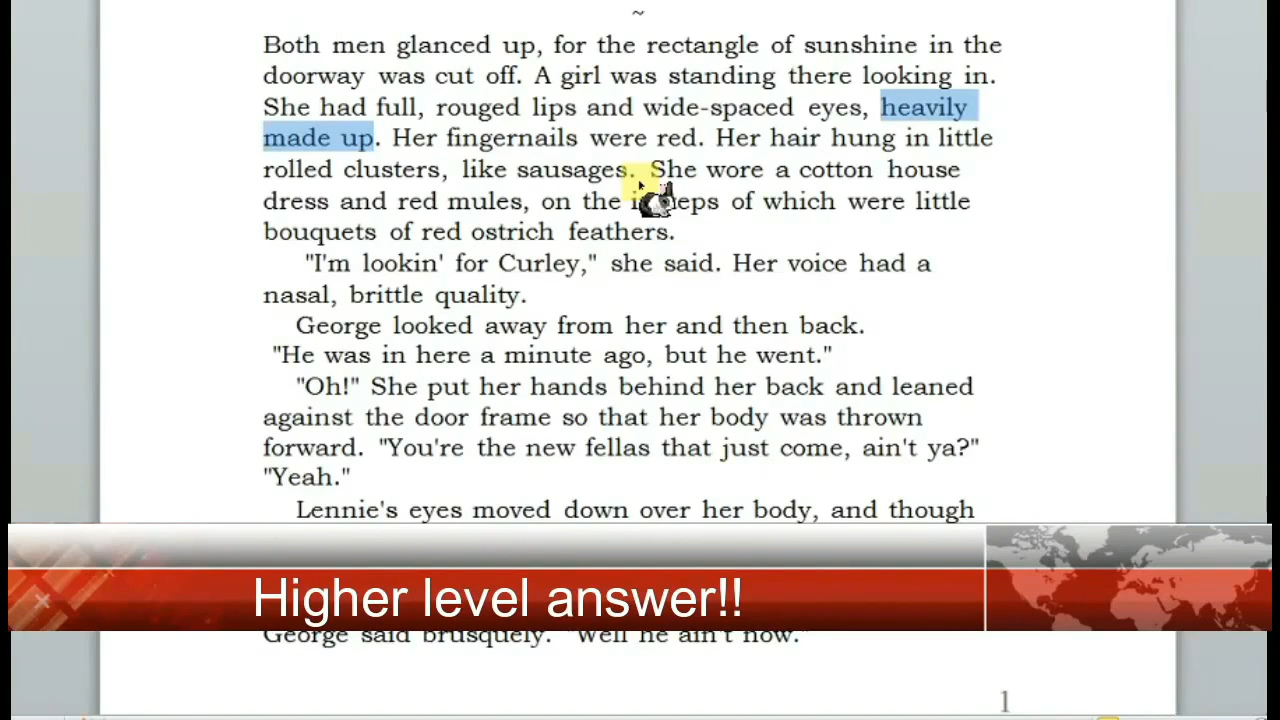 ~
Both men glanced up, for the rectangle of sunshine in the
doorway was cut off. A girl was standing there looking in.
She had full, rouged lips and wide-spaced eyes, heavily
made up. Her fingernails were red. Her hair hung in little
rolled clusters, like sausages. She wore a cotton house
dress and red mules, on the insteps of which were little
bouquets of red ostrich feathers.
"I'm lookin' for Curley," she said. Her voice had a
nasal, brittle quality.
George looked away from her and then back.
"He was in here a minute ago, but he went."
"Oh!" She put her hands behind her back and leaned
against the door frame so that her body was thrown
forward. "You're the new fellas that just come, ain't ya?"
"Yeah."
Lennie's eyes moved down over her body, and though
Higher level answer!!
George said brusquely. "Well he ain't now."
1